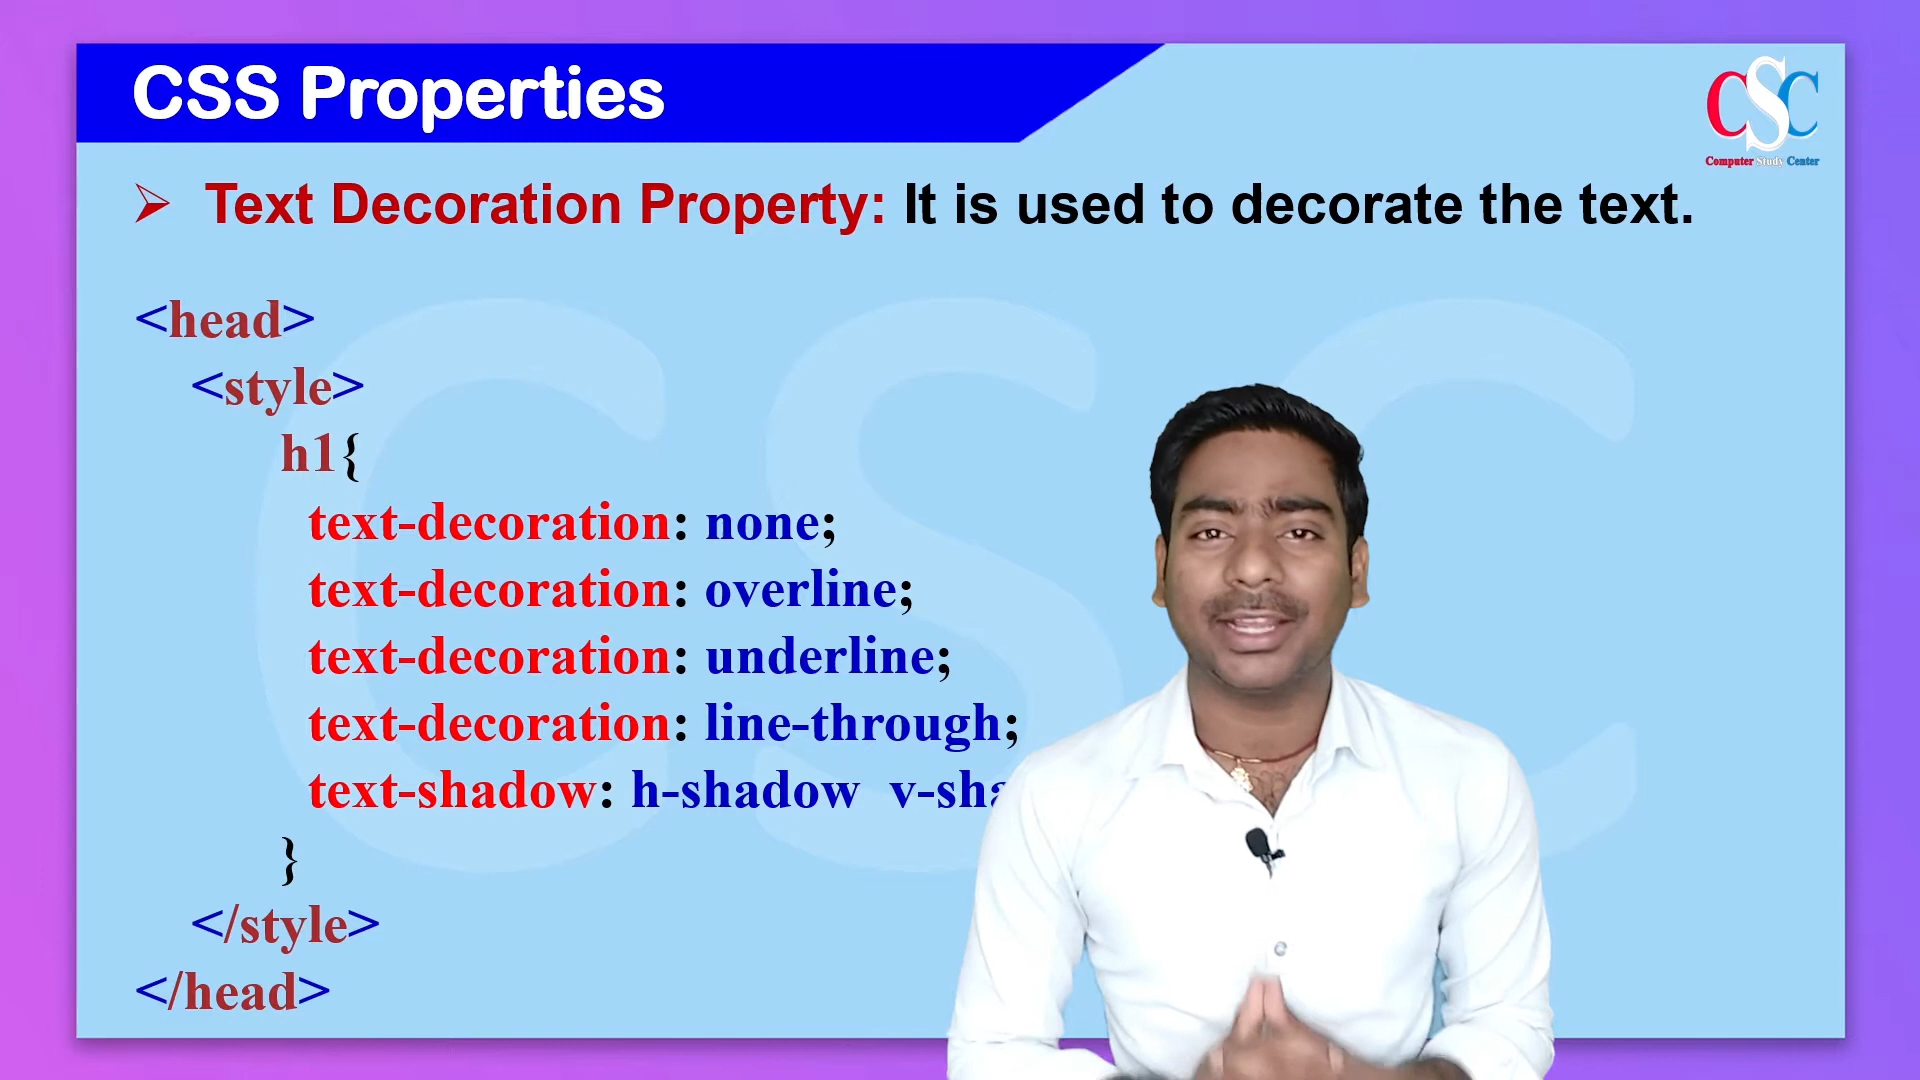 CSS Properties
CSC
Computer Study Center
➢ Text Decoration Property: It is used to decorate the text.
<head>
<style>
h1{
text-decoration: none;
text-decoration: overline;
text-decoration: underline;
text-decoration: line-through;
text-shadow: h-shadow
}
</style>
</head>
CSC